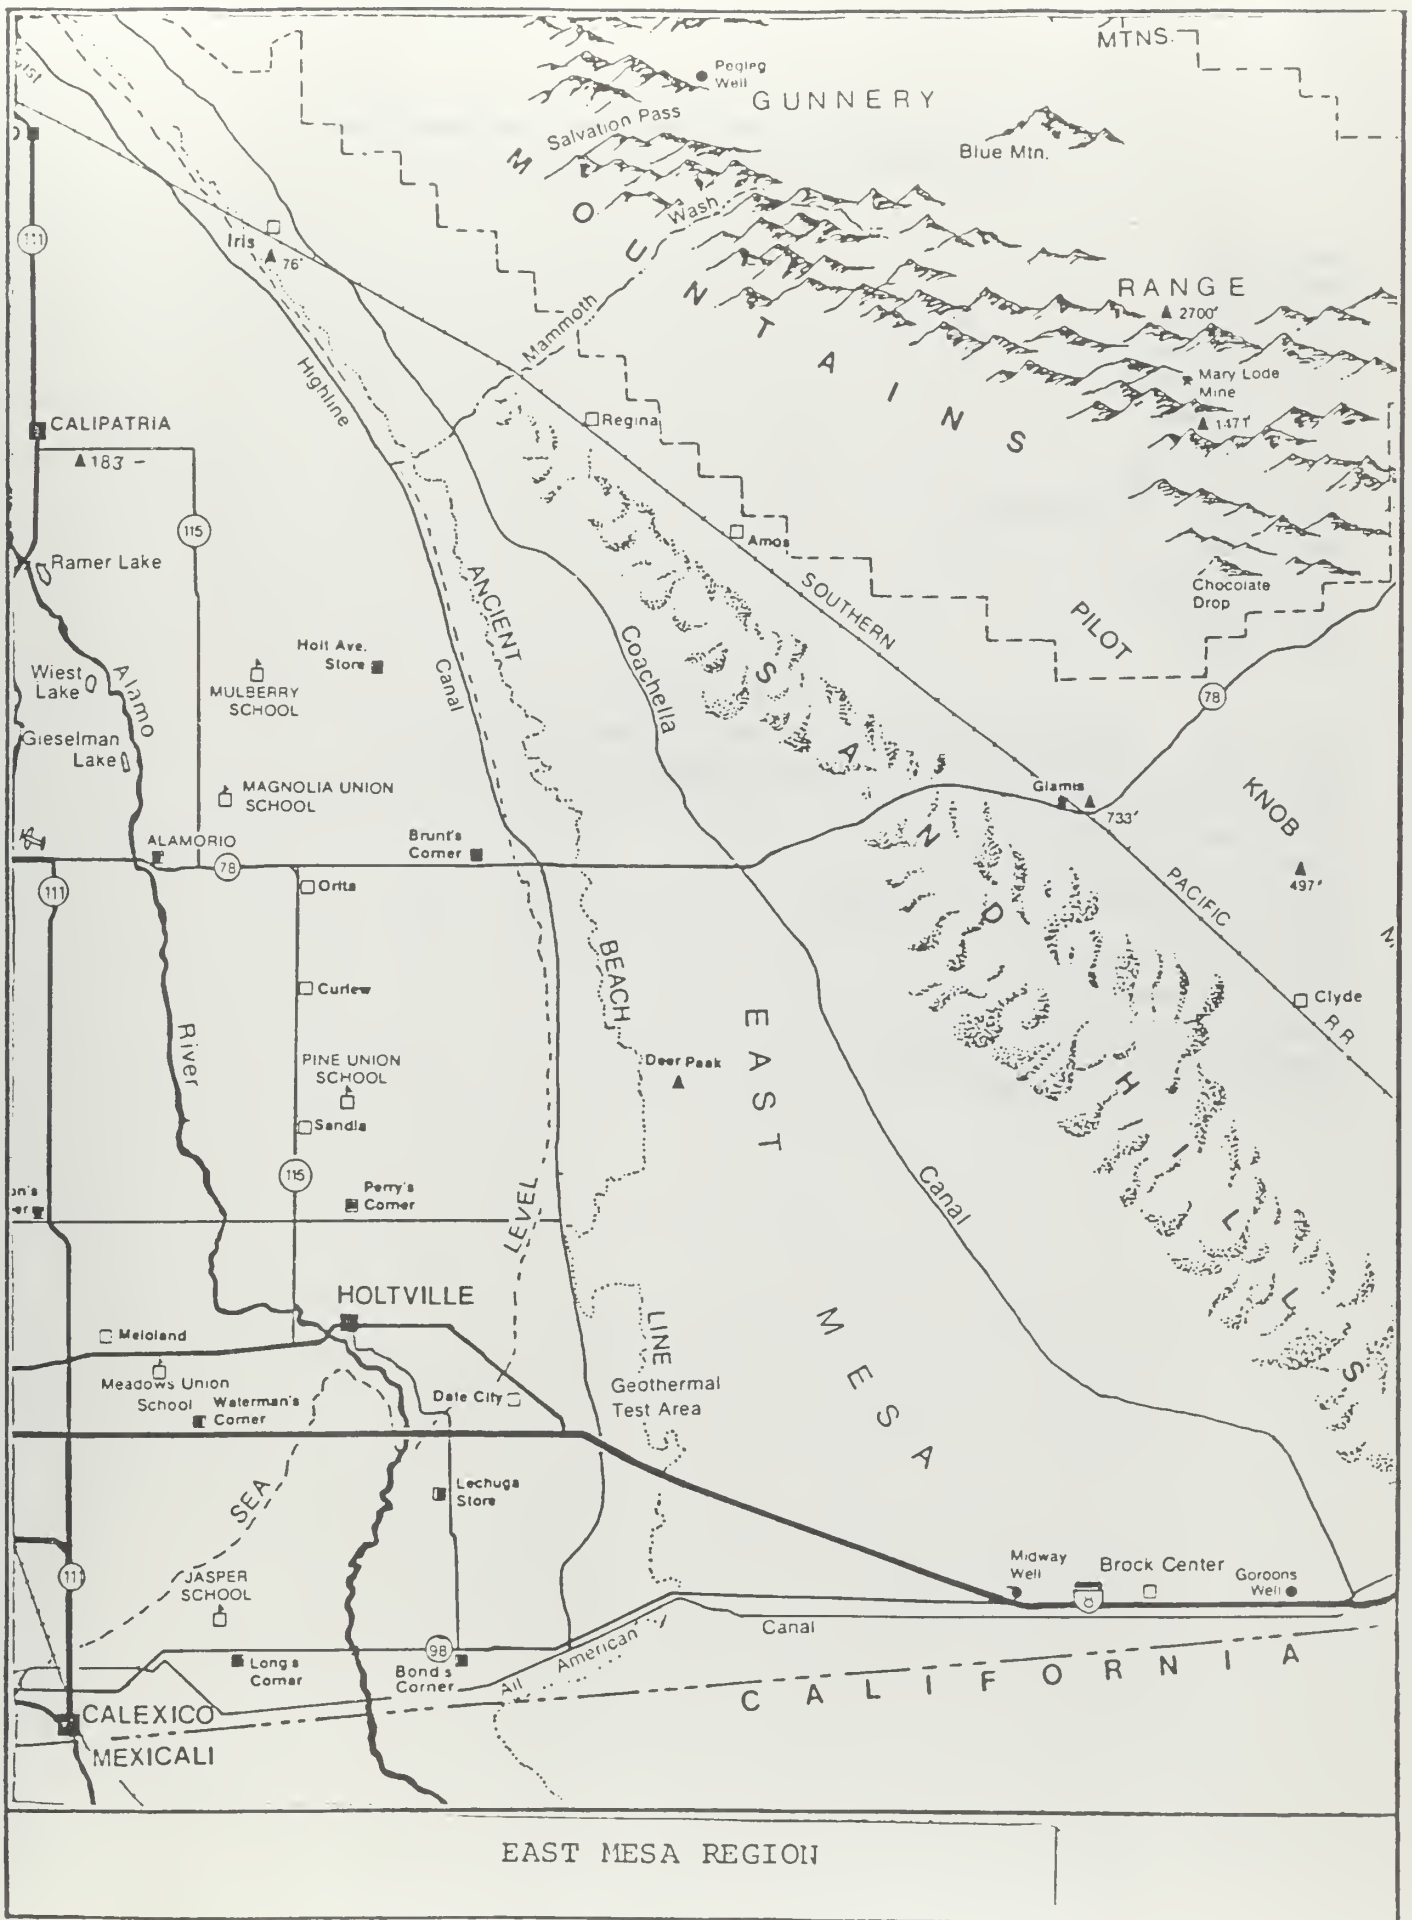 MTNS.
Pegleg
Well
GUNNERY
Salvation Pass
Blue Mtn.
MOUNTAINS
Wash
111
Iris
76'
RANGE
2700'
Mammoth
Highline
Mary Lode
Mine
1471'
CALIPATRIA
183 –
Regina
115
Amos
Ramer Lake
ANCIENT
SOUTHERN
Chocolate
Drop
PILOT
Holt Ave.
Store
Coachella
Wiest
Lake
Alamo
MULBERRY
SCHOOL
Canal
SAND HILLS
78
Gieselman
Lake
MAGNOLIA UNION
SCHOOL
Glamis
733'
KNOB
ALAMORIO
Brunt's
Corner
78
497'
111
Orita
PACIFIC
BEACH
Curlew
EAST
Clyde
R R
River
PINE UNION
SCHOOL
Deer Peak
Sandia
115
Perry's
Corner
LEVEL
Canal
HOLTVILLE
MESA
Meloland
LINE
Meadows Union
School
Waterman's
Corner
Date City
Geothermal
Test Area
SEA
Lechuga
Store
111
JASPER
SCHOOL
Midway
Well
8
Brock Center
Gordons
Well
Canal
98
Long's
Corner
Bond's
Corner
All American
CALIFORNIA
CALEXICO
MEXICALI
EAST MESA REGION